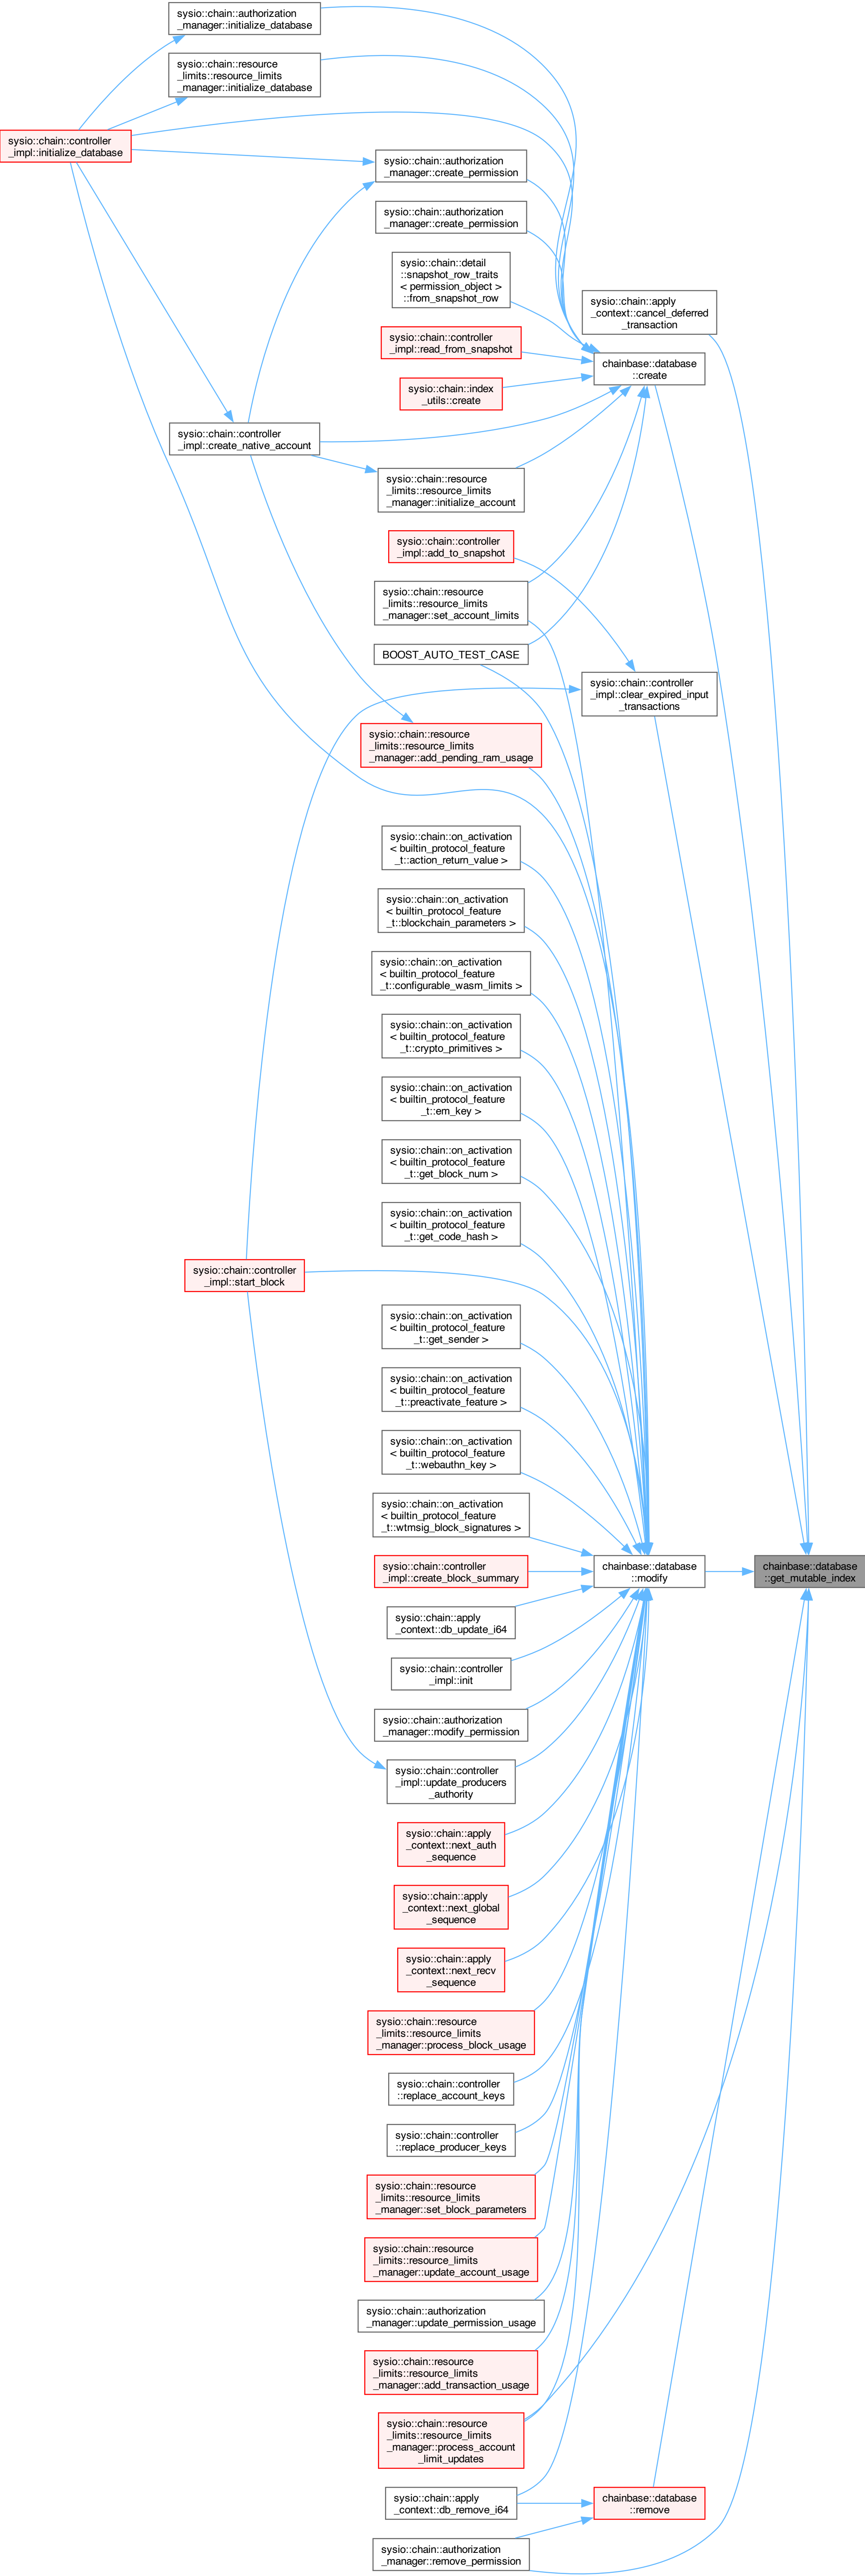 sysio::chain::authorization
_manager::initialize_database
sysio::chain::resource
_limits::resource_limits
_manager::initialize_database
sysio::chain::controller
_impl::initialize_database
sysio::chain::authorization
_manager::create_permission
sysio::chain::authorization
_manager::create_permission
sysio::chain::detail
::snapshot_row_traits
< permission_object >
::from_snapshot_row
sysio::chain::apply
_context::cancel_deferred
_transaction
sysio::chain::controller
_impl::read_from_snapshot
chainbase::database
::create
sysio::chain::index
_utils::create
sysio::chain::controller
_impl::create_native_account
sysio::chain::resource
_limits::resource_limits
_manager::initialize_account
sysio::chain::controller
_impl::add_to_snapshot
sysio::chain::resource
_limits::resource_limits
_manager::set_account_limits
BOOST_AUTO_TEST_CASE
sysio::chain::controller
_impl::clear_expired_input
_transactions
sysio::chain::resource
_limits::resource_limits
_manager::add_pending_ram_usage
sysio::chain::on_activation
< builtin_protocol_feature
_t::action_return_value >
sysio::chain::on_activation
< builtin_protocol_feature
_t::blockchain_parameters >
sysio::chain::on_activation
< builtin_protocol_feature
_t::configurable_wasm_limits >
sysio::chain::on_activation
< builtin_protocol_feature
_t::crypto_primitives >
sysio::chain::on_activation
< builtin_protocol_feature
_t::em_key >
sysio::chain::on_activation
< builtin_protocol_feature
_t::get_block_num >
sysio::chain::on_activation
< builtin_protocol_feature
_t::get_code_hash >
sysio::chain::controller
_impl::start_block
sysio::chain::on_activation
< builtin_protocol_feature
_t::get_sender >
sysio::chain::on_activation
< builtin_protocol_feature
_t::preactivate_feature >
sysio::chain::on_activation
< builtin_protocol_feature
_t::webauthn_key >
sysio::chain::on_activation
< builtin_protocol_feature
_t::wtmsig_block_signatures >
sysio::chain::controller
_impl::create_block_summary
chainbase::database
::modify
chainbase::database
::get_mutable_index
sysio::chain::apply
_context::db_update_i64
sysio::chain::controller
_impl::init
sysio::chain::authorization
_manager::modify_permission
sysio::chain::controller
_impl::update_producers
_authority
sysio::chain::apply
_context::next_auth
_sequence
sysio::chain::apply
_context::next_global
_sequence
sysio::chain::apply
_context::next_recv
_sequence
sysio::chain::resource
_limits::resource_limits
_manager::process_block_usage
sysio::chain::controller
::replace_account_keys
sysio::chain::controller
::replace_producer_keys
sysio::chain::resource
_limits::resource_limits
_manager::set_block_parameters
sysio::chain::resource
_limits::resource_limits
_manager::update_account_usage
sysio::chain::authorization
_manager::update_permission_usage
sysio::chain::resource
_limits::resource_limits
_manager::add_transaction_usage
sysio::chain::resource
_limits::resource_limits
_manager::process_account
_limit_updates
sysio::chain::apply
_context::db_remove_i64
chainbase::database
::remove
sysio::chain::authorization
_manager::remove_permission